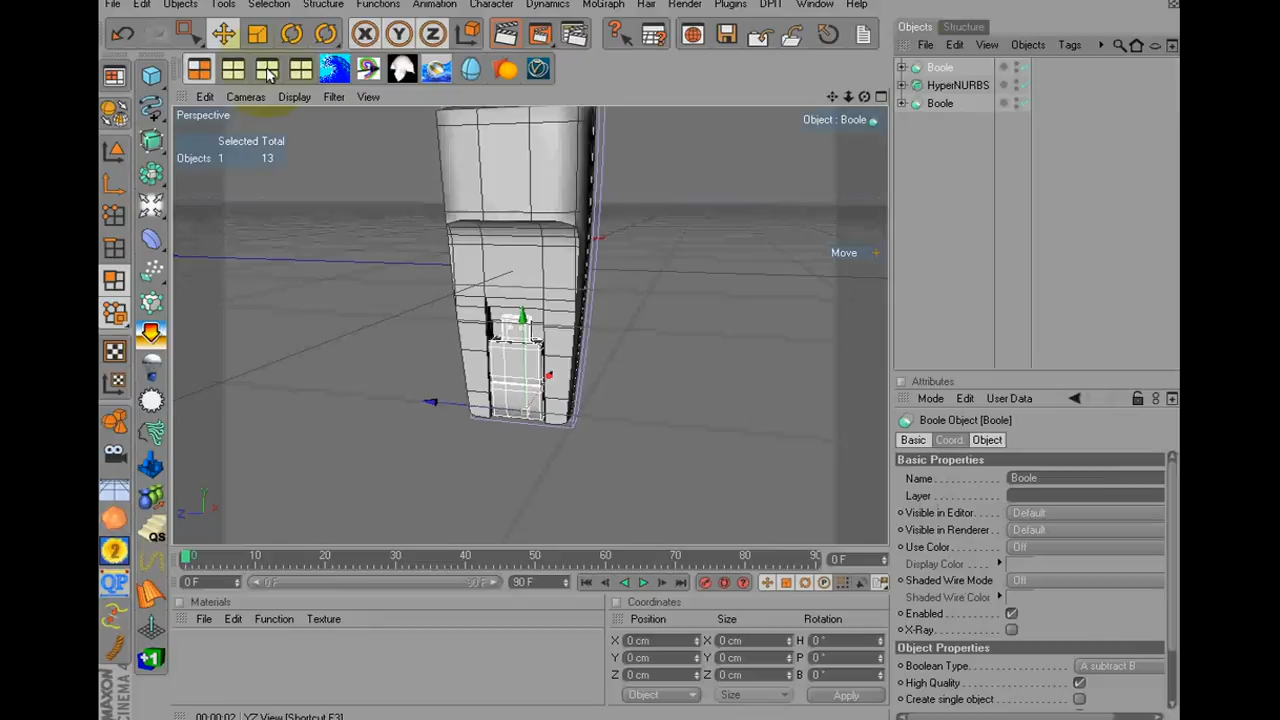 File Edit Objects Tools Selection Structure Functions Animation Character Dynamics MoGraph Hair Render Plugins DPIT Window Help
Objects Structure
File Edit View Objects Tags
Boole
HyperNURBS
Boole
Edit Cameras Display Filter View
Perspective
Object : Boole
Selected Total
Objects 1 13
Move
Y
Z X
Attributes
Mode Edit User Data
Boole Object [Boole]
Basic Coord. Object
Basic Properties
Name Boole
Layer
Visible in Editor Default
Visible in Renderer Default
Use Color Off
Display Color
Shaded Wire Mode Off
Shaded Wire Color
Enabled
X-Ray
Object Properties
Boolean Type A subtract B
High Quality
Create single object
0 10 20 30 40 50 60 70 80 90
0 F
0 F 0 F 90 F 90 F
Materials
File Edit Function Texture
Coordinates
Position Size Rotation
X 0 cm X 0 cm H 0 °
Y 0 cm Y 0 cm P 0 °
Z 0 cm Z 0 cm B 0 °
Object Size Apply
QS
2
QP
+1
MAXON
CINEMA 4
00:00:02 YZ View [Shortcut F3]